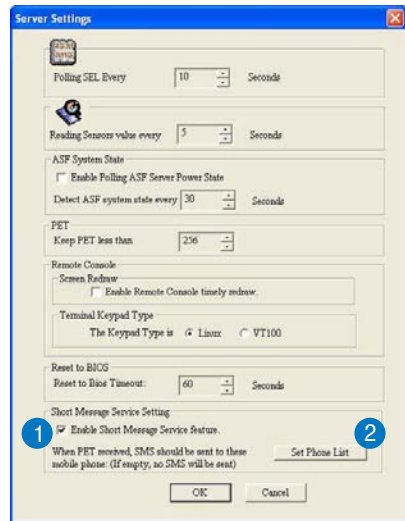 Server Settings
Polling SEL Every 10 Seconds
Reading Sensors value every 5 Seconds
ASF System State
Enable Polling ASF Server Power State
Detect ASF system state every 30 Seconds
PET
Keep PET less than 256
Remote Console
Screen Redraw
Enable Remote Console timely redraw.
Terminal Keypad Type
The Keypad Type is Linux VT100
Reset to BIOS
Reset to Bios Timeout: 60 Seconds
Short Message Service Setting
1 Enable Short Message Service feature. 2
When PET received, SMS should be sent to these
mobile phone: (If empty, no SMS will be sent)
Set Phone List
OK Cancel